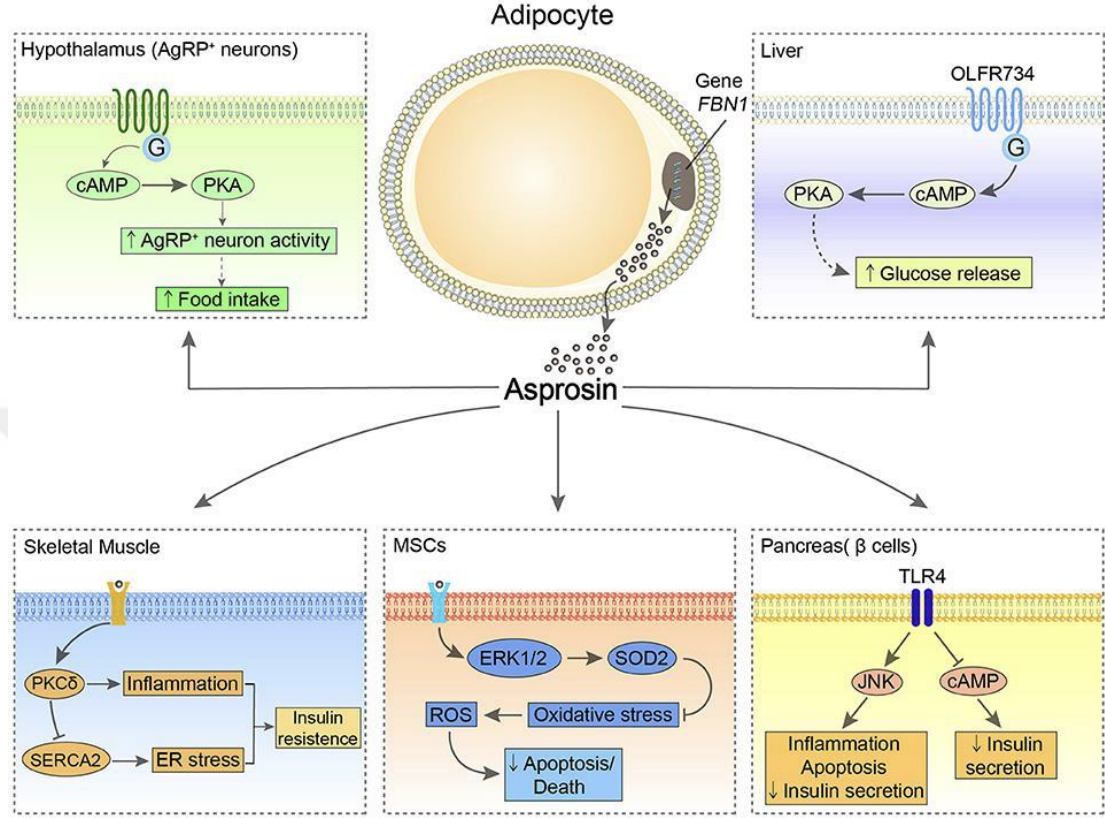 Adipocyte
Hypothalamus (AgRP⁺ neurons)
G
cAMP
PKA
↑ AgRP⁺ neuron activity
↑ Food intake
Gene
FBN1
Liver
OLFR734
G
PKA
cAMP
↑ Glucose release
Asprosin
Skeletal Muscle
PKCδ
Inflammation
SERCA2
ER stress
Insulin
resistence
MSCs
ERK1/2
SOD2
ROS
Oxidative stress
↓ Apoptosis/
Death
Pancreas( β cells)
TLR4
JNK
cAMP
Inflammation
Apoptosis
↓ Insulin secretion
↓ Insulin
secretion